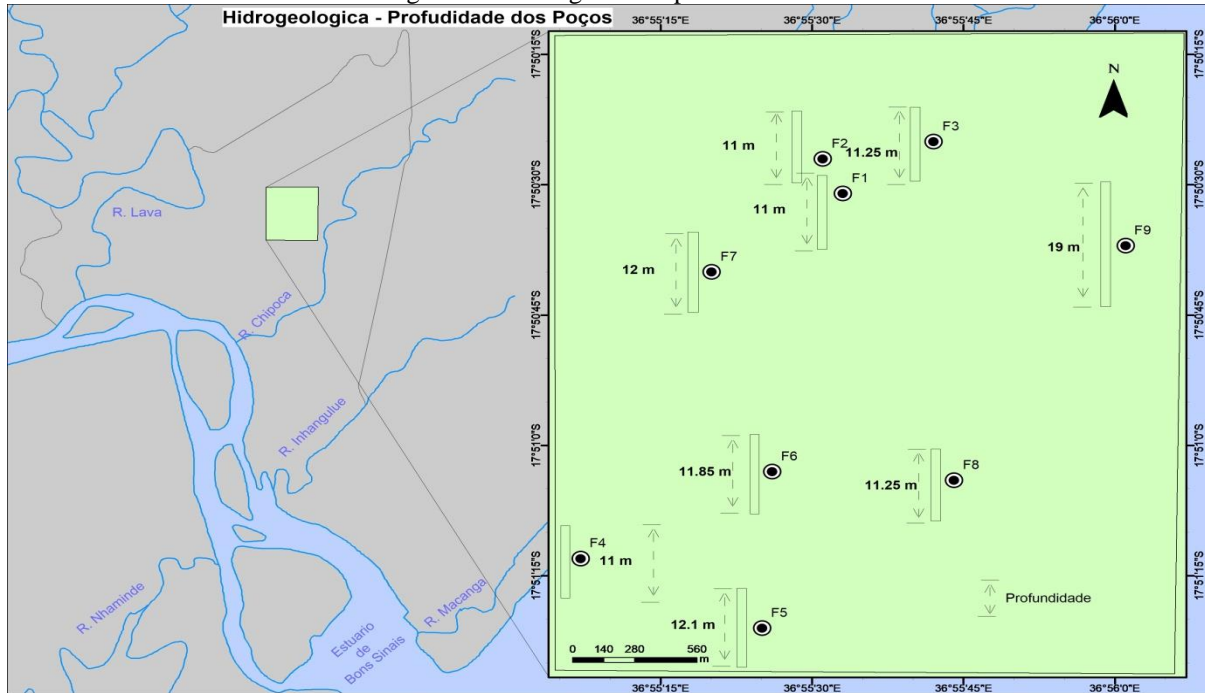 Hidrogeologica - Profudidade dos Poços
36°55'15"E
36°55'30"E
36°55'45"E
36°56'0"E
17°50'15"S
17°50'15"S
N
11 m
F2
11.25 m
F3
17°50'30"S
17°50'30"S
11 m
F1
R. Lava
12 m
F7
19 m
F9
17°50'45"S
17°50'45"S
R. Chipoca
R. Inhangulue
17°51'0"S
17°51'0"S
11.85 m
F6
11.25 m
F8
F4
11 m
17°51'15"S
17°51'15"S
R. Nhaminde
R. Macanga
Profundidade
12.1 m
F5
Estuario
de
Bons Sinais
0 140 280 560
m
36°55'15"E
36°55'30"E
36°55'45"E
36°56'0"E